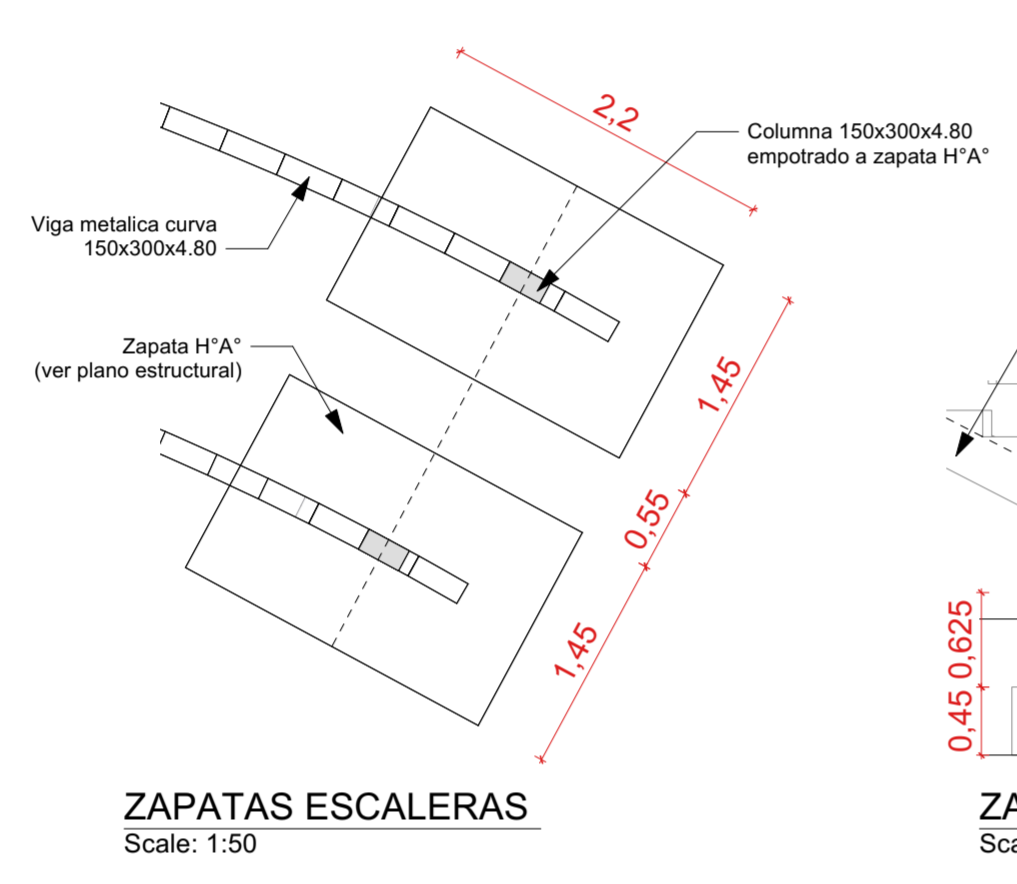 2,2
Columna 150x300x4.80
empotrado a zapata H°A°
Viga metalica curva
150x300x4.80
Zapata H°A°
(ver plano estructural)
1,45
0,55
1,45
0,625
0,45
ZAPATAS ESCALERAS
Scale: 1:50